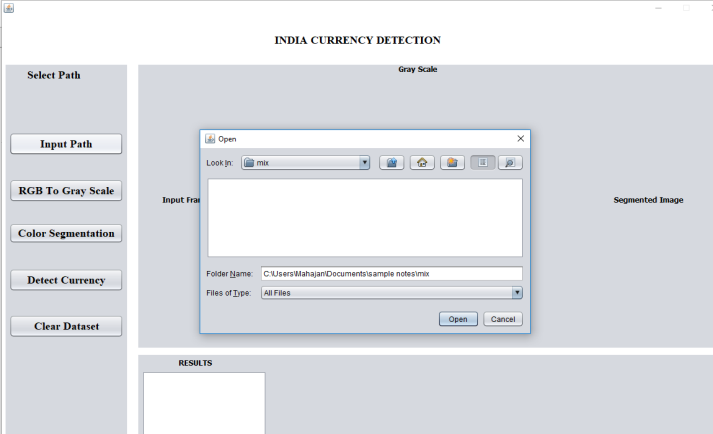 INDIA CURRENCY DETECTION
Select Path
Input Path
RGB To Gray Scale
Color Segmentation
Detect Currency
Clear Dataset
Gray Scale
Input Fra
Segmented Image
Open
Look In: mix
Folder Name: C:\Users\Mahajan\Documents\sample notes\mix
Files of Type: All Files
Open Cancel
RESULTS